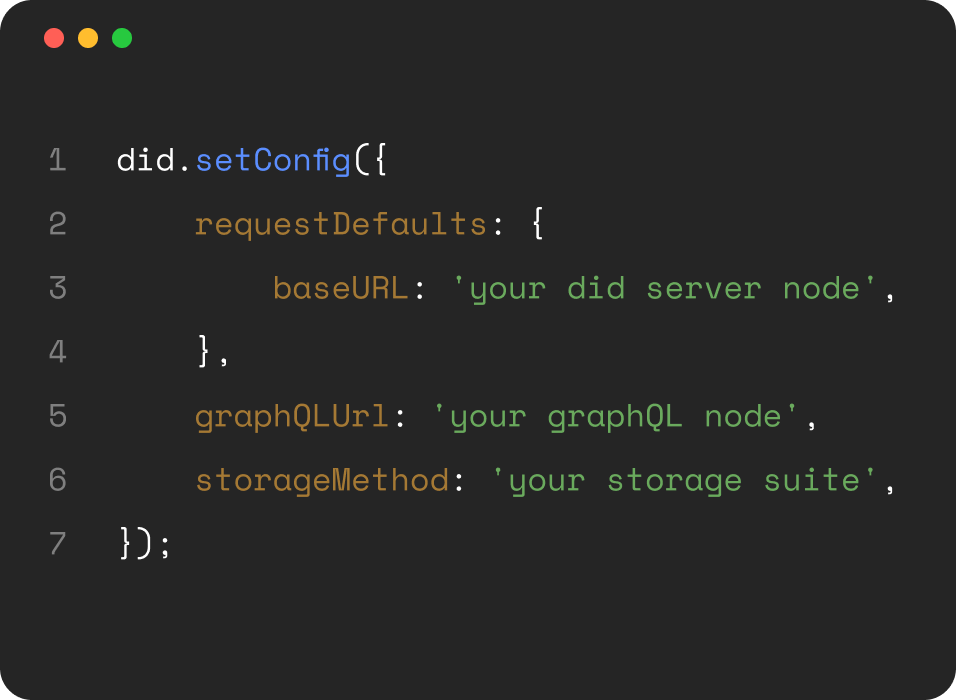 1 did.setConfig({
2     requestDefaults: {
3         baseURL: 'your did server node',
4     },
5     graphQLUrl: 'your graphQL node',
6     storageMethod: 'your storage suite',
7 });